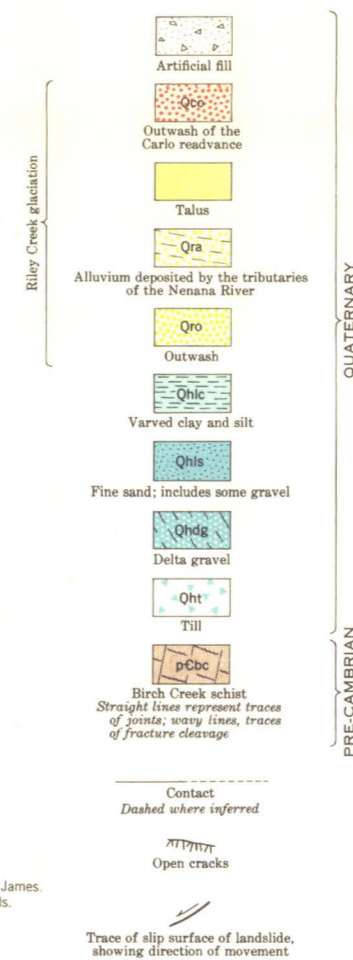 Artificial fill
Qco
Outwash of the
Carlo readvance
Talus
Qra
Alluvium deposited by the tributaries
of the Nenana River
Qro
Outwash
Riley Creek glaciation
Qhlc
Varved clay and silt
Qhls
Fine sand; includes some gravel
Qhdg
Delta gravel
Qht
Till
QUATERNARY
pЄbc
Birch Creek schist
Straight lines represent traces
of joints; wavy lines, traces
of fracture cleavage
PRE-CAMBRIAN
Contact
Dashed where inferred
Open cracks
James.
ds.
Trace of slip surface of landslide,
showing direction of movement